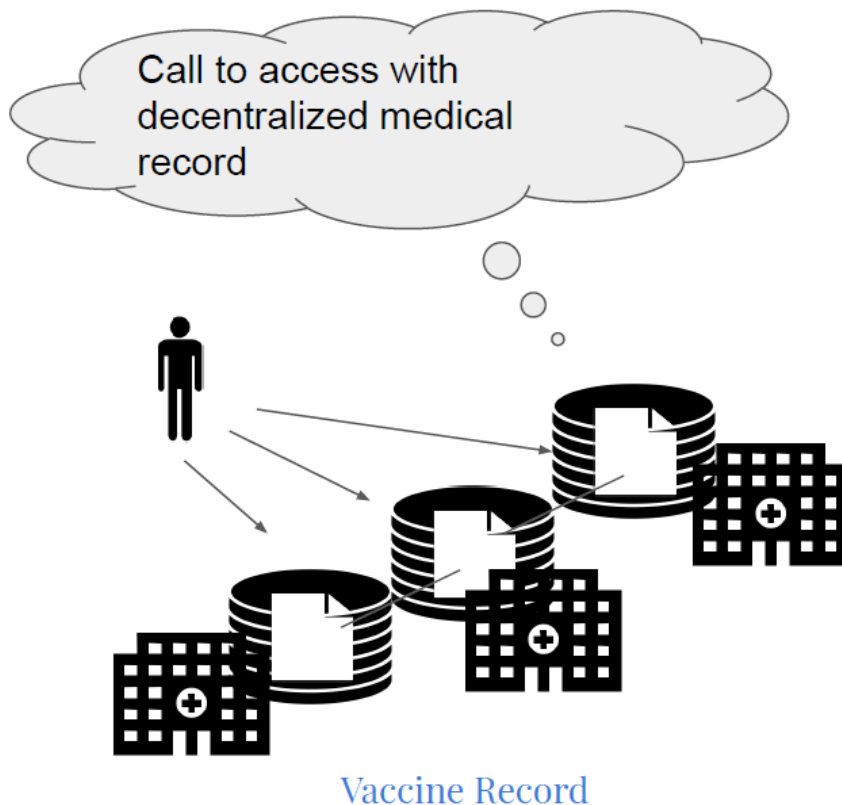 Call to access with
decentralized medical
record
Vaccine Record